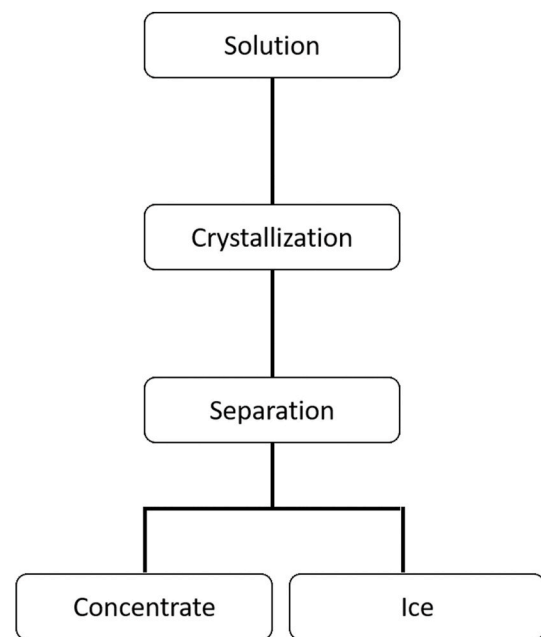 Solution
Crystallization
Separation
Concentrate
Ice